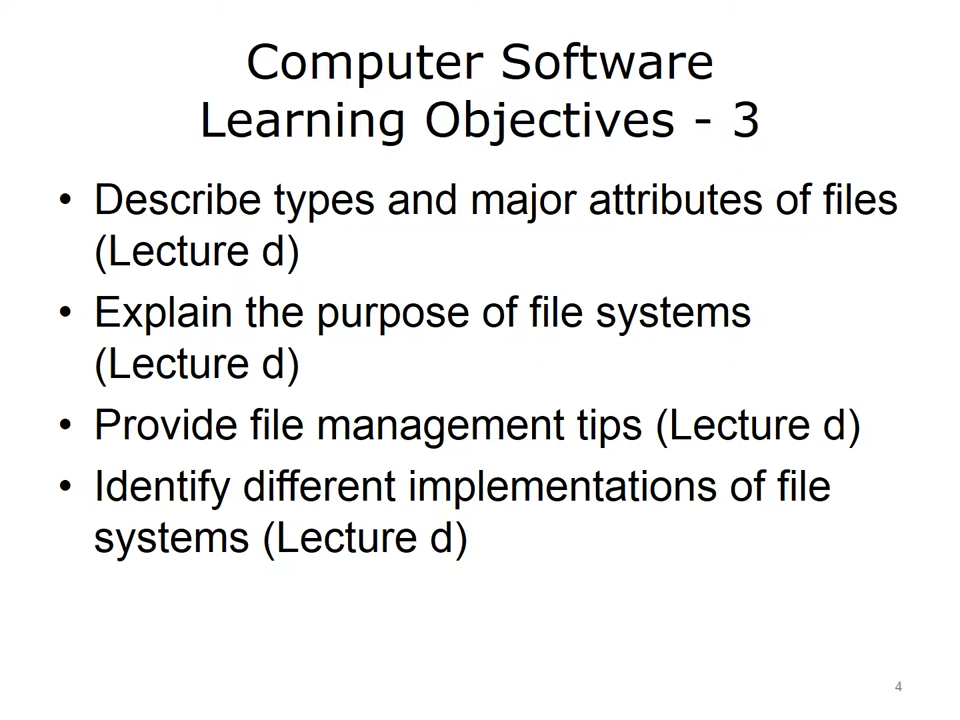 Computer Software
Learning Objectives - 3
• Describe types and major attributes of files
(Lecture d)
• Explain the purpose of file systems
(Lecture d)
• Provide file management tips (Lecture d)
• Identify different implementations of file
systems (Lecture d)
4